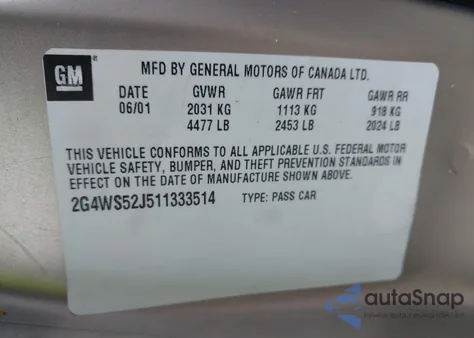 GM
MFD BY GENERAL MOTORS OF CANADA LTD.
DATE GVWR GAWR FRT GAWR RR
06/01 2031 KG 1113 KG 918 KG
4477 LB 2453 LB 2024 LB
THIS VEHICLE CONFORMS TO ALL APPLICABLE U.S. FEDERAL MOTOR
VEHICLE SAFETY, BUMPER, AND THEFT PREVENTION STANDARDS IN
EFFECT ON THE DATE OF MANUFACTURE SHOWN ABOVE.
2G4WS52J511333514 TYPE: PASS CAR
autoSnap